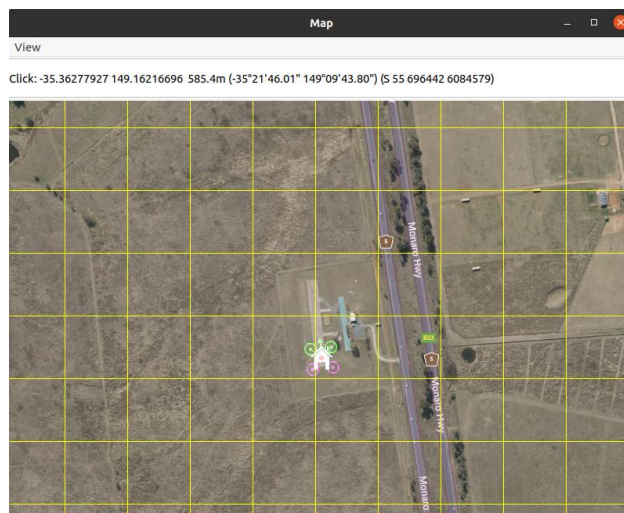 Map
View
Click: -35.36277927 149.16216696 585.4m (-35°21'46.01" 149°09'43.80") (S 55 696442 6084579)
Monaro Hwy
5
B23
5
Monaro Hwy
Monaro